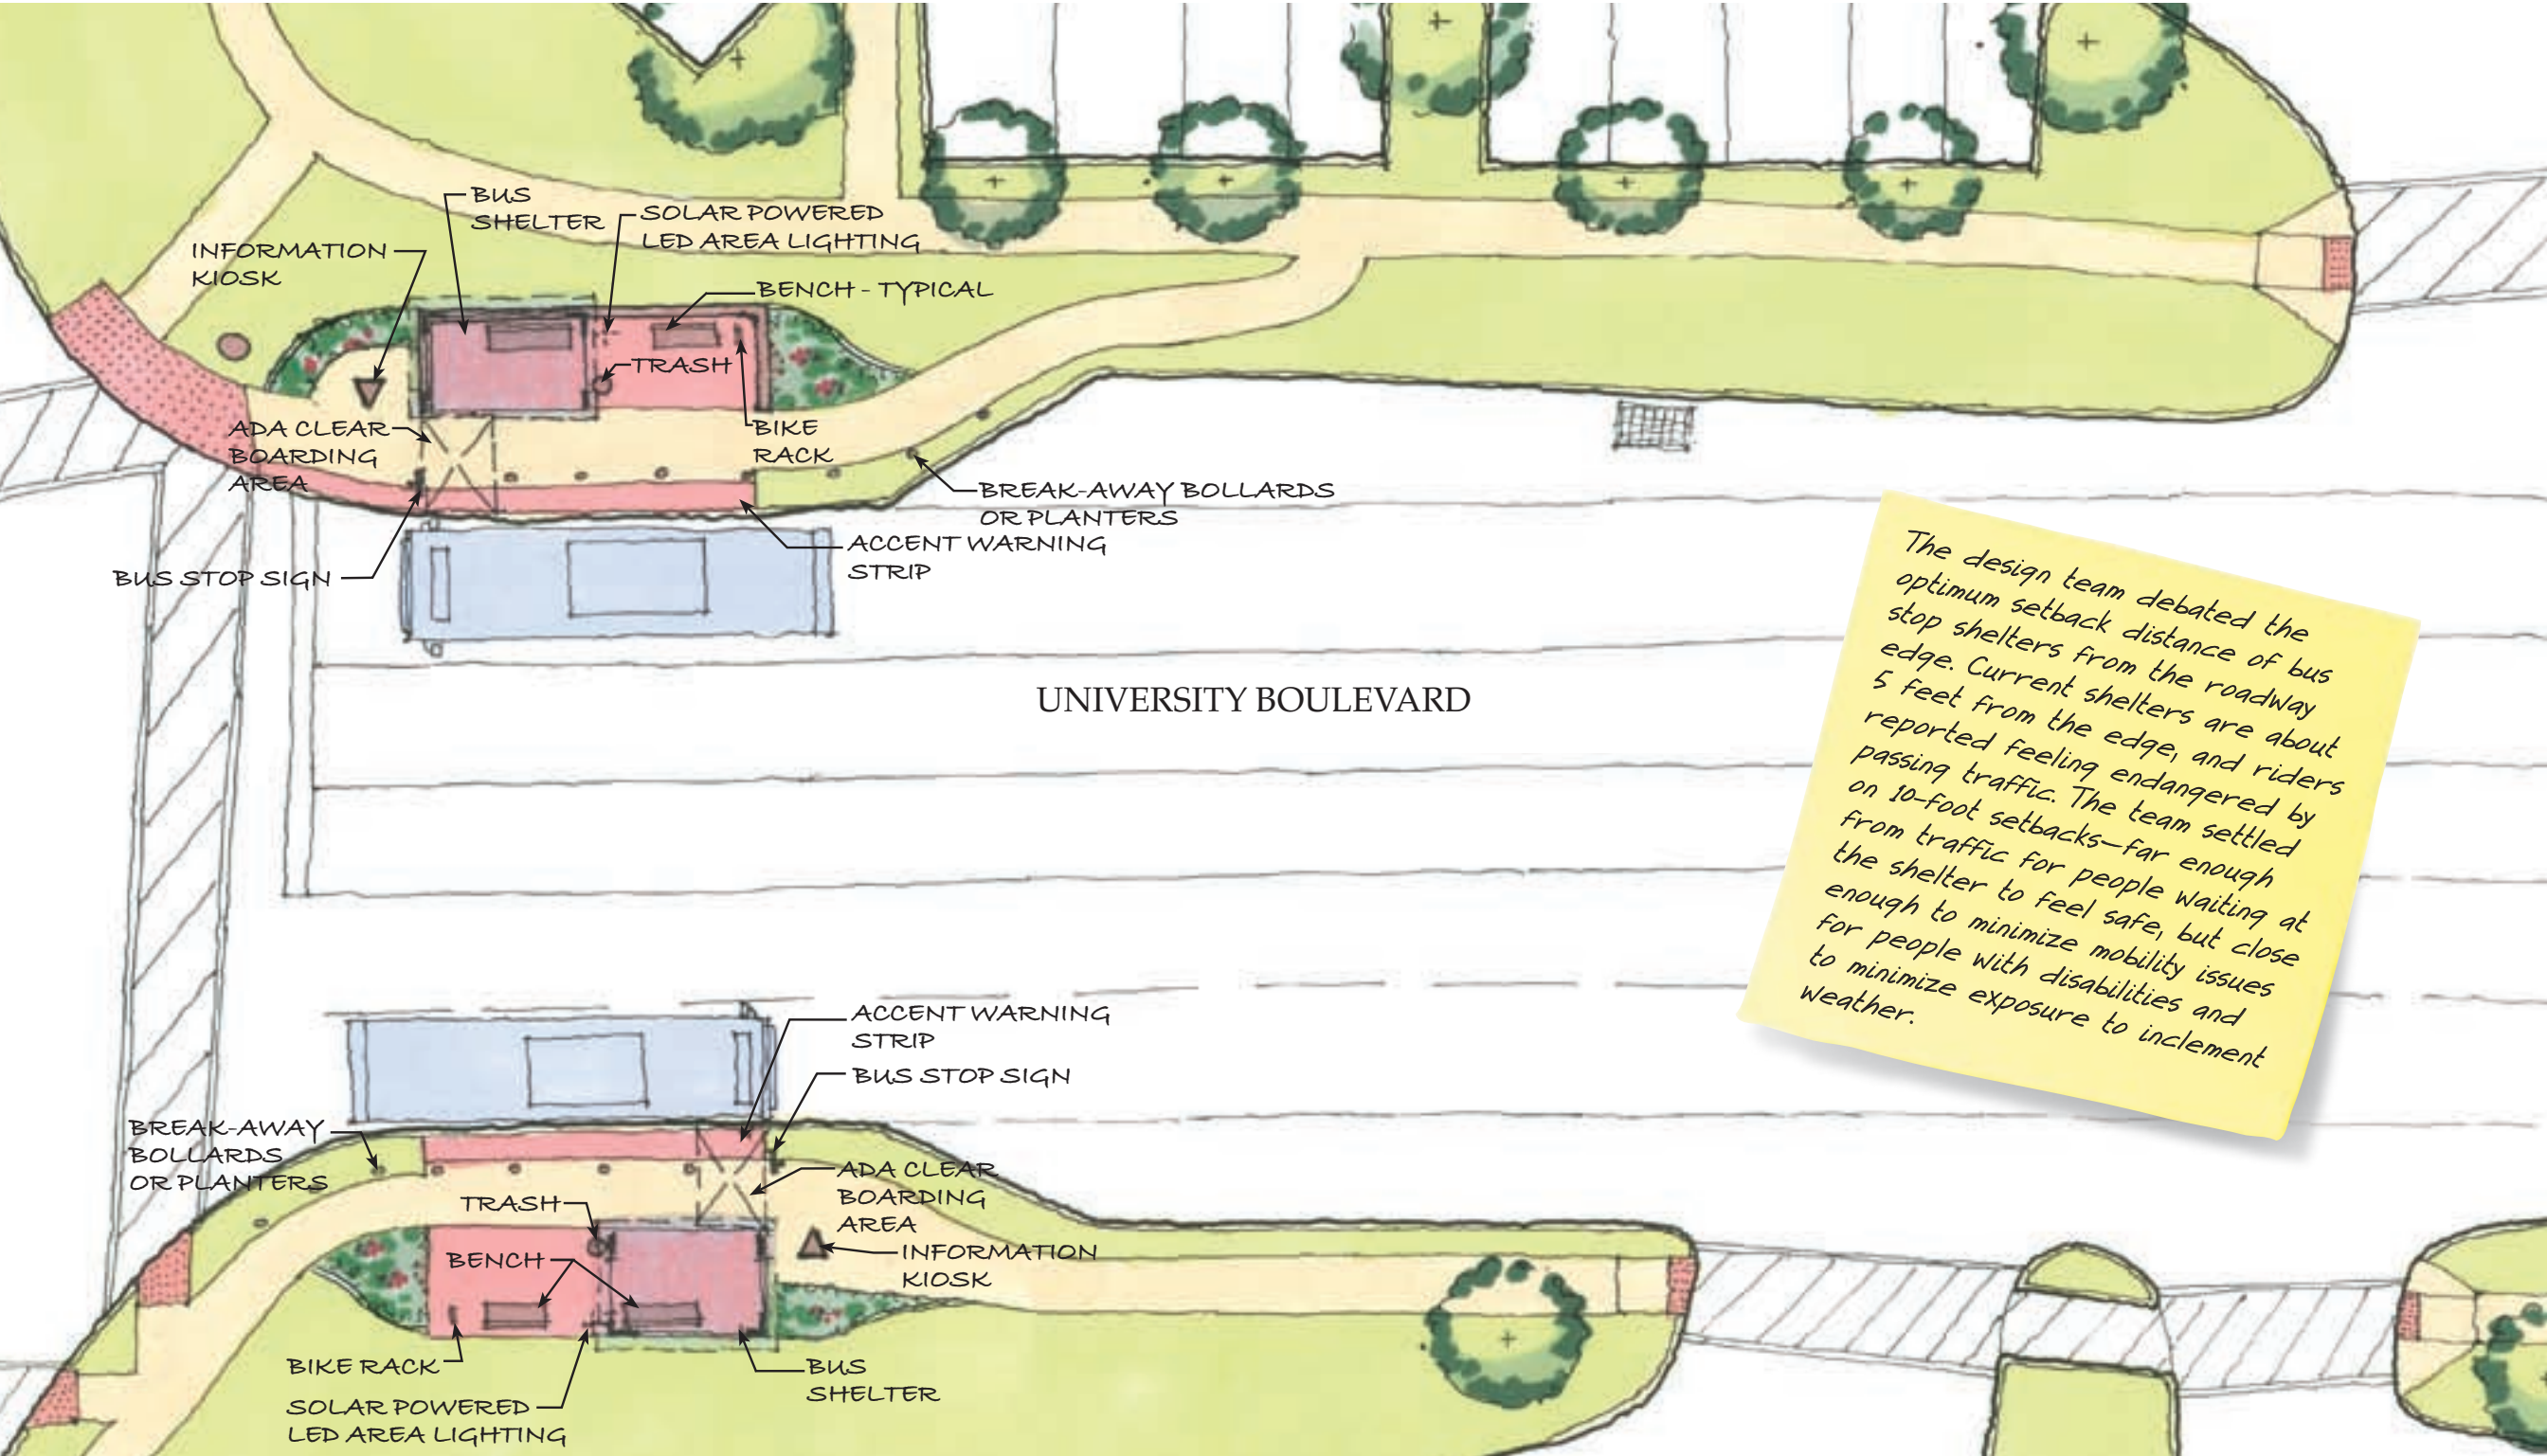 BUS
SHELTER
SOLAR POWERED
LED AREA LIGHTING
INFORMATION
KIOSK
BENCH - TYPICAL
TRASH
ADA CLEAR
BOARDING
AREA
BIKE
RACK
BREAK-AWAY BOLLARDS
OR PLANTERS
ACCENT WARNING
STRIP
BUS STOP SIGN
UNIVERSITY BOULEVARD
The design team debated the
optimum setback distance of bus
stop shelters from the roadway
edge. Current shelters are about
5 feet from the edge, and riders
reported feeling endangered by
passing traffic. The team settled
on 10-foot setbacks—far enough
from traffic for people waiting at
the shelter to feel safe, but close
enough to minimize mobility issues
for people with disabilities and
to minimize exposure to inclement
weather.
ACCENT WARNING
STRIP
BUS STOP SIGN
BREAK-AWAY
BOLLARDS
OR PLANTERS
ADA CLEAR
BOARDING
AREA
TRASH
BENCH
INFORMATION
KIOSK
BIKE RACK
BUS
SHELTER
SOLAR POWERED
LED AREA LIGHTING